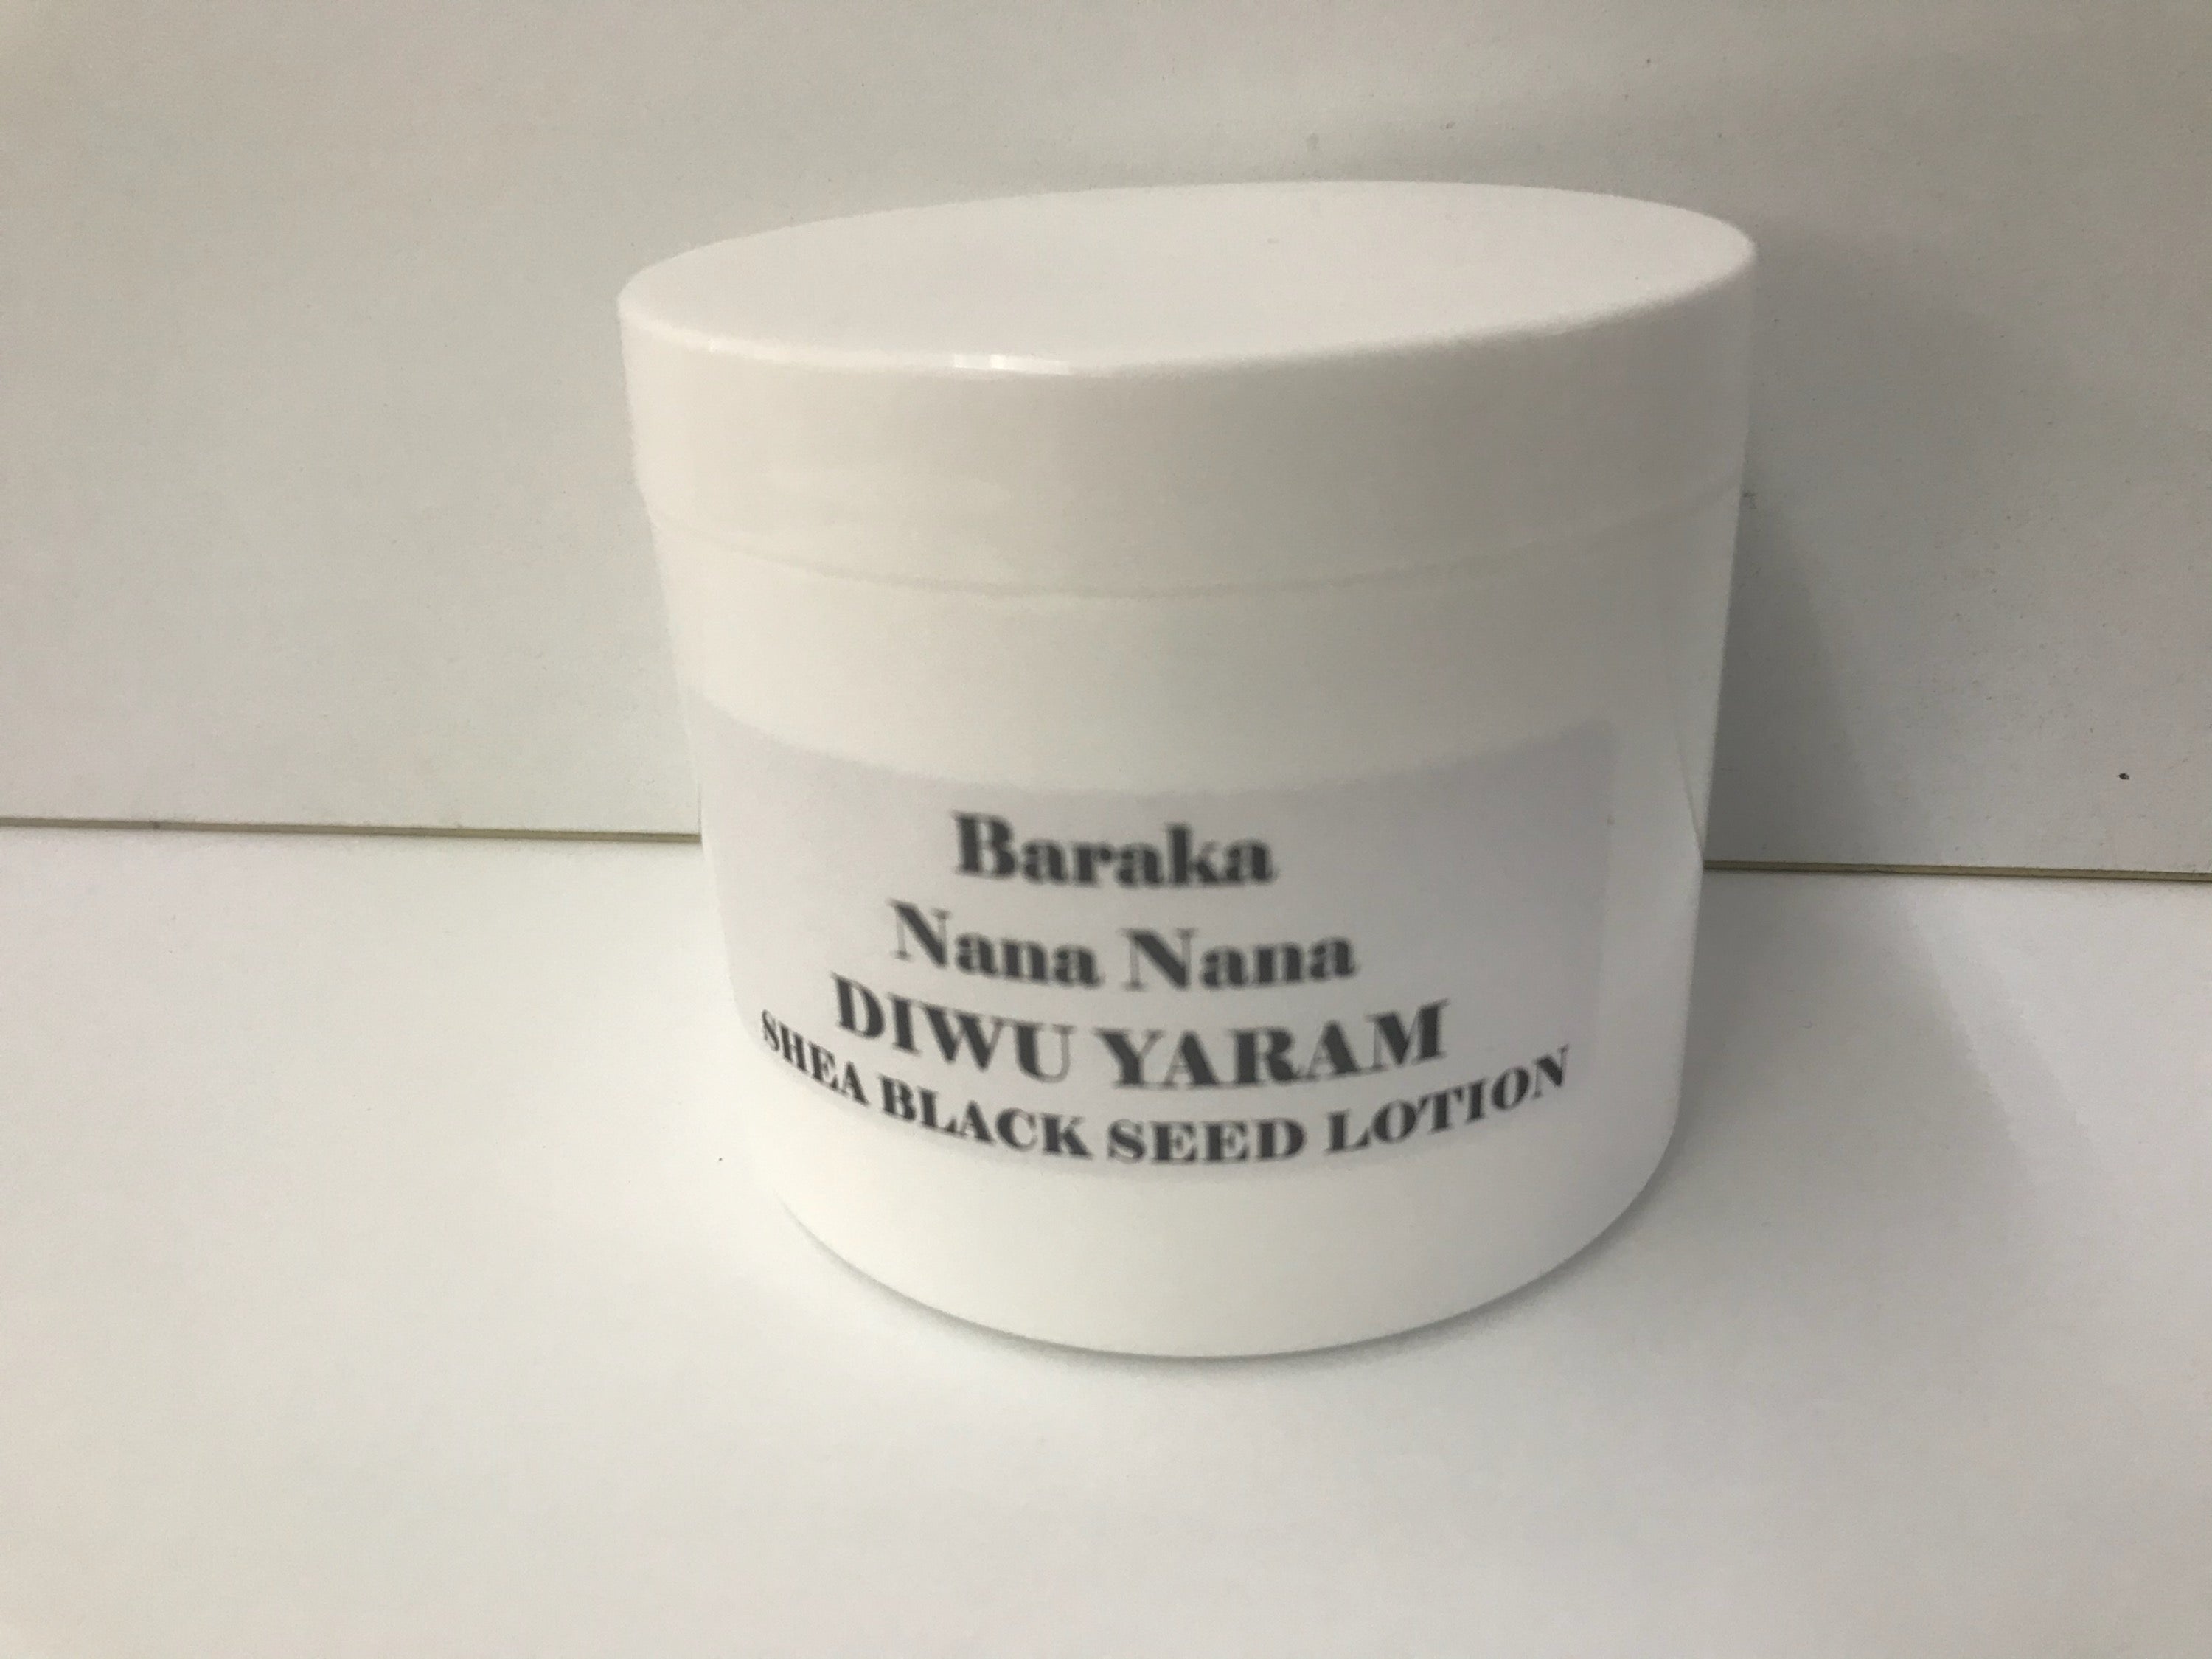 Baraka
Nana Nana
DIWU YARAM
SHEA BLACK SEED LOTION